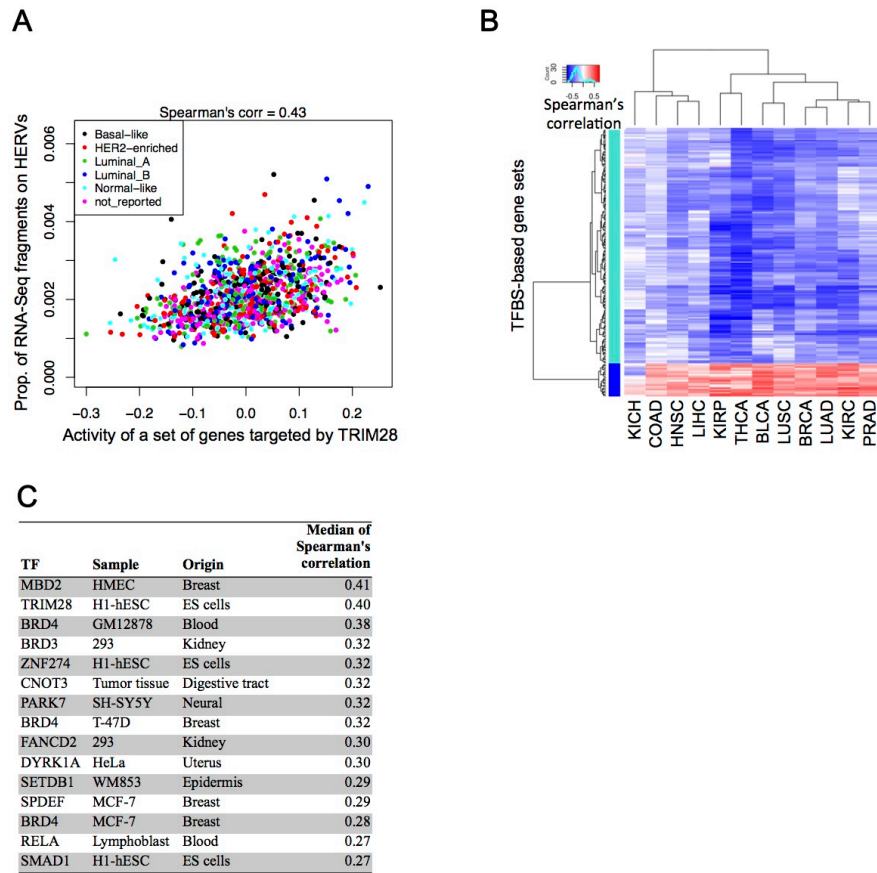 A
Spearman's corr = 0.43
Prop. of RNA-Seq fragments on HERVs
0.006
0.004
0.002
0.000
Basal-like
HER2-enriched
Luminal_A
Luminal_B
Normal-like
not_reported
−0.3 −0.2 −0.1 0.0 0.1 0.2
Activity of a set of genes targeted by TRIM28
B
Count
0 30
-0.5 0.5
Spearman's
correlation
TFBS-based gene sets
KICH COAD HNSC LIHC KIRP THCA BLCA LUSC BRCA LUAD KIRC PRAD
C
Median of
Spearman's
TF Sample Origin correlation
MBD2 HMEC Breast 0.41
TRIM28 H1-hESC ES cells 0.40
BRD4 GM12878 Blood 0.38
BRD3 293 Kidney 0.32
ZNF274 H1-hESC ES cells 0.32
CNOT3 Tumor tissue Digestive tract 0.32
PARK7 SH-SY5Y Neural 0.32
BRD4 T-47D Breast 0.32
FANCD2 293 Kidney 0.30
DYRK1A HeLa Uterus 0.30
SETDB1 WM853 Epidermis 0.29
SPDEF MCF-7 Breast 0.29
BRD4 MCF-7 Breast 0.28
RELA Lymphoblast Blood 0.27
SMAD1 H1-hESC ES cells 0.27